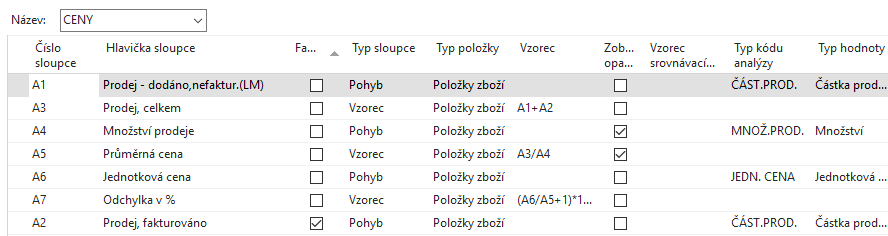 Název: CENY
Číslo sloupce Hlavička sloupce Fa... Typ sloupce Typ položky Vzorec Zob... opa... Vzorec srovnávací... Typ kódu analýzy Typ hodnoty
A1 Prodej - dodáno,nefaktur.(LM) Pohyb Položky zboží ČÁST.PROD. Částka prod...
A3 Prodej, celkem Vzorec Položky zboží A1+A2
A4 Množství prodeje Pohyb Položky zboží MNOŽ.PROD. Množství
A5 Průměrná cena Vzorec Položky zboží A3/A4
A6 Jednotková cena Pohyb Položky zboží JEDN. CENA Jednotková ...
A7 Odchylka v % Vzorec Položky zboží (A6/A5+1)*1...
A2 Prodej, fakturováno Pohyb Položky zboží ČÁST.PROD. Částka prod...